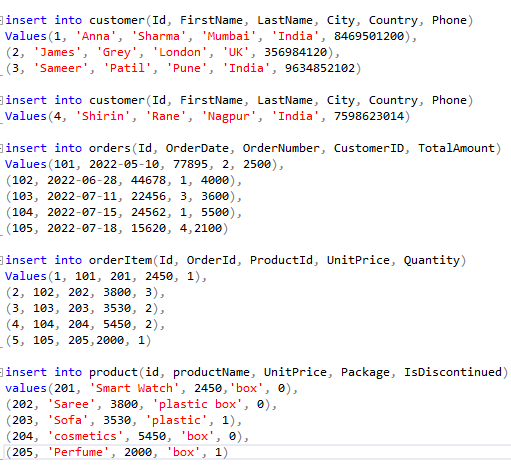 insert into customer(Id, FirstName, LastName, City, Country, Phone)
Values(1, 'Anna', 'Sharma', 'Mumbai', 'India', 8469501200),
(2, 'James', 'Grey', 'London', 'UK', 356984120),
(3, 'Sameer', 'Patil', 'Pune', 'India', 9634852102)
insert into customer(Id, FirstName, LastName, City, Country, Phone)
Values(4, 'Shirin', 'Rane', 'Nagpur', 'India', 7598623014)
insert into orders(Id, OrderDate, OrderNumber, CustomerID, TotalAmount)
Values(101, 2022-05-10, 77895, 2, 2500),
(102, 2022-06-28, 44678, 1, 4000),
(103, 2022-07-11, 22456, 3, 3600),
(104, 2022-07-15, 24562, 1, 5500),
(105, 2022-07-18, 15620, 4,2100)
insert into orderItem(Id, OrderId, ProductId, UnitPrice, Quantity)
Values(1, 101, 201, 2450, 1),
(2, 102, 202, 3800, 3),
(3, 103, 203, 3530, 2),
(4, 104, 204, 5450, 2),
(5, 105, 205,2000, 1)
insert into product(id, productName, UnitPrice, Package, IsDiscontinued)
values(201, 'Smart Watch', 2450,'box', 0),
(202, 'Saree', 3800, 'plastic box', 0),
(203, 'Sofa', 3530, 'plastic', 1),
(204, 'cosmetics', 5450, 'box', 0),
(205, 'Perfume', 2000, 'box', 1)